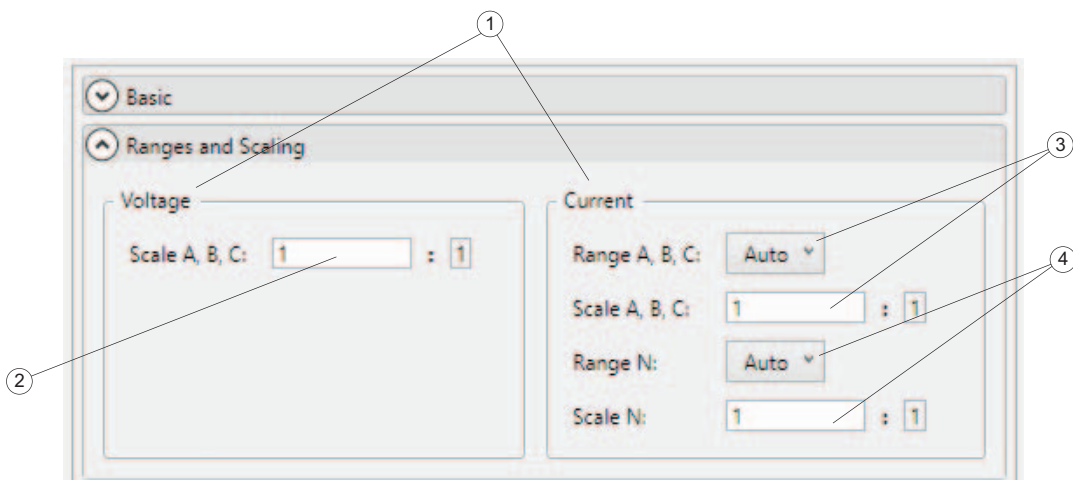 1
Basic
Ranges and Scaling
3
Voltage
Current
Scale A, B, C: 1 : 1
Range A, B, C: Auto
4
Scale A, B, C: 1 : 1
Range N: Auto
2
Scale N: 1 : 1